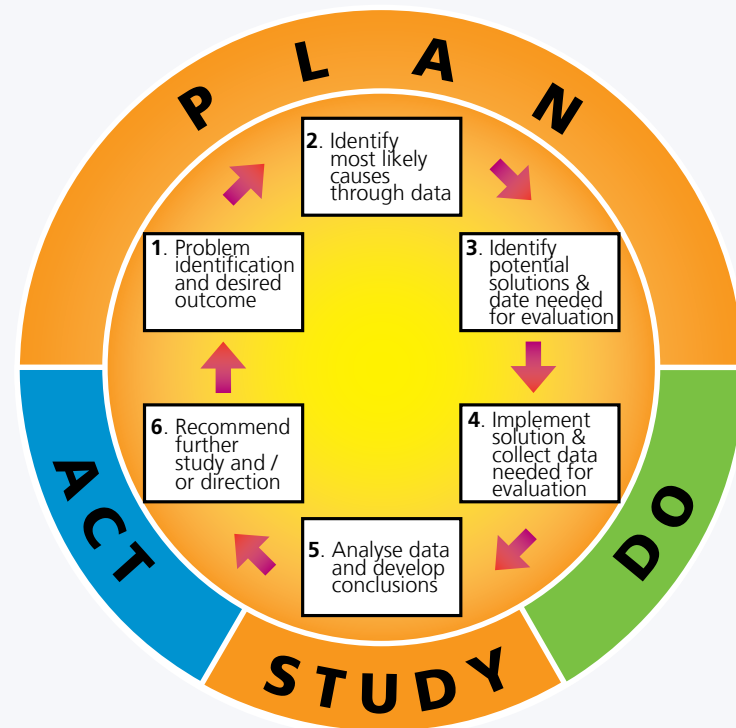 PLAN
2. Identify
most likely
causes
through data
1. Problem
identification
and desired
outcome
3. Identify
potential
solutions &
date needed
for evaluation
6. Recommend
further
study and /
or direction
4. Implement
solution &
collect data
needed for
evaluation
5. Analyse data
and develop
conclusions
ACT
DO
STUDY